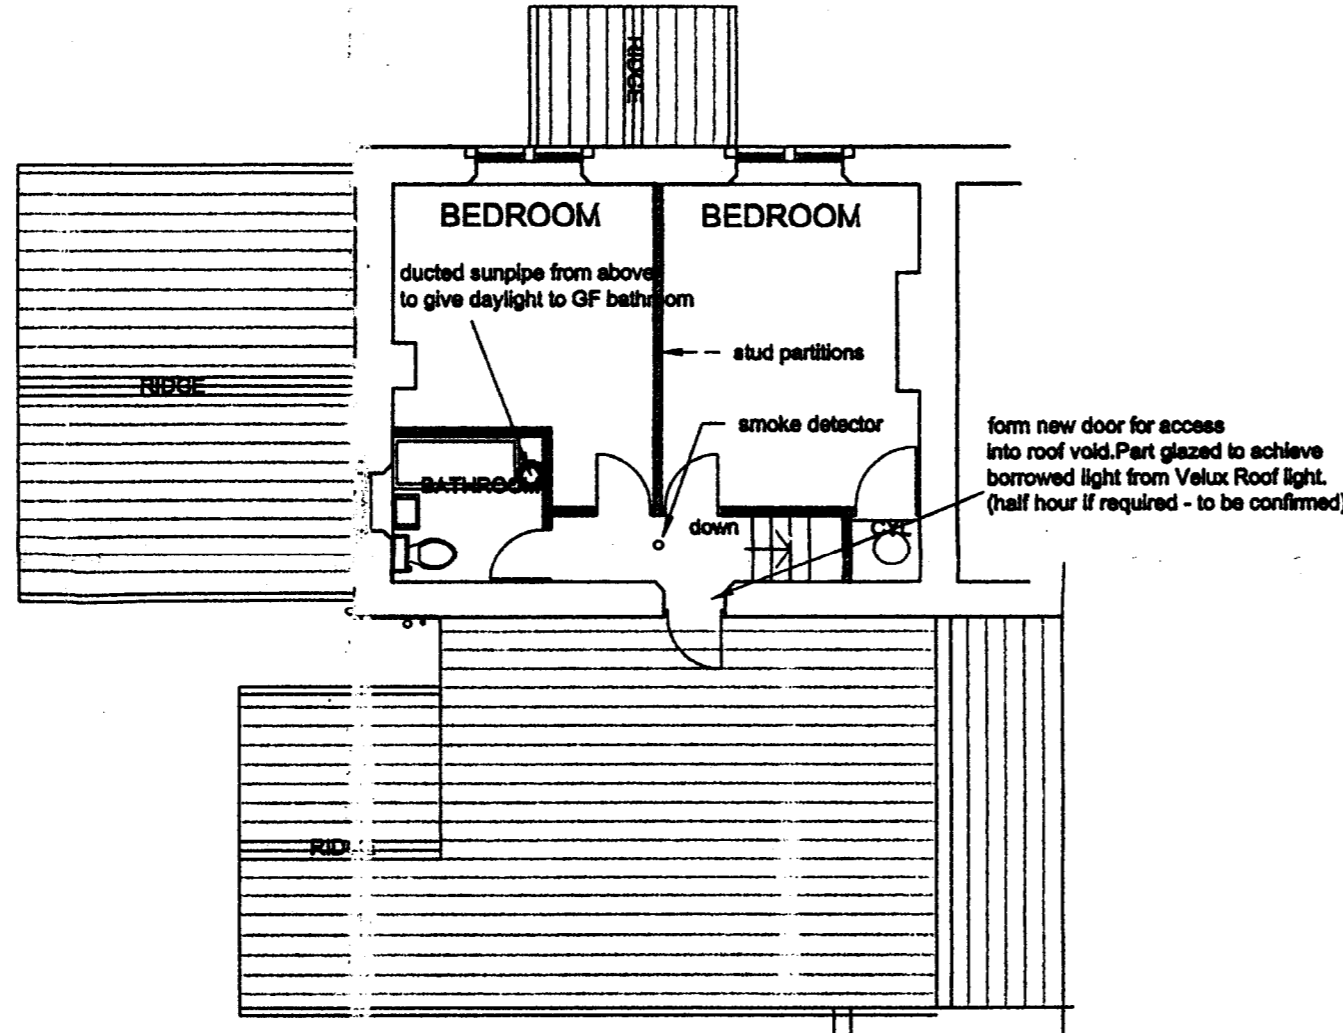 RIDGE
BEDROOM
BEDROOM
ducted sunpipe from above
to give daylight to GF bathroom
stud partitions
RIDGE
smoke detector
form new door for access
into roof void.Part glazed to achieve
borrowed light from Velux Roof light.
(half hour if required - to be confirmed)
BATHROOM
down
CYL
RID